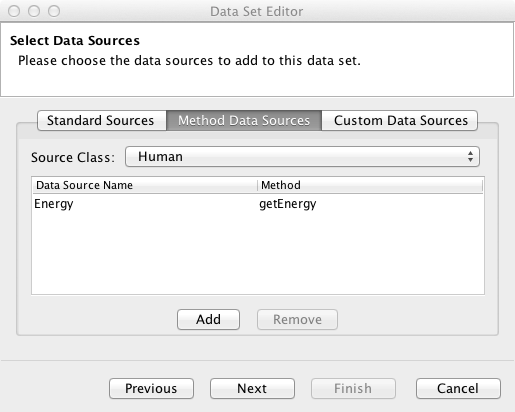 Data Set Editor
Select Data Sources
Please choose the data sources to add to this data set.
Standard Sources Method Data Sources Custom Data Sources
Source Class: Human
Data Source Name Method
Energy getEnergy
Add Remove
Previous Next Finish Cancel